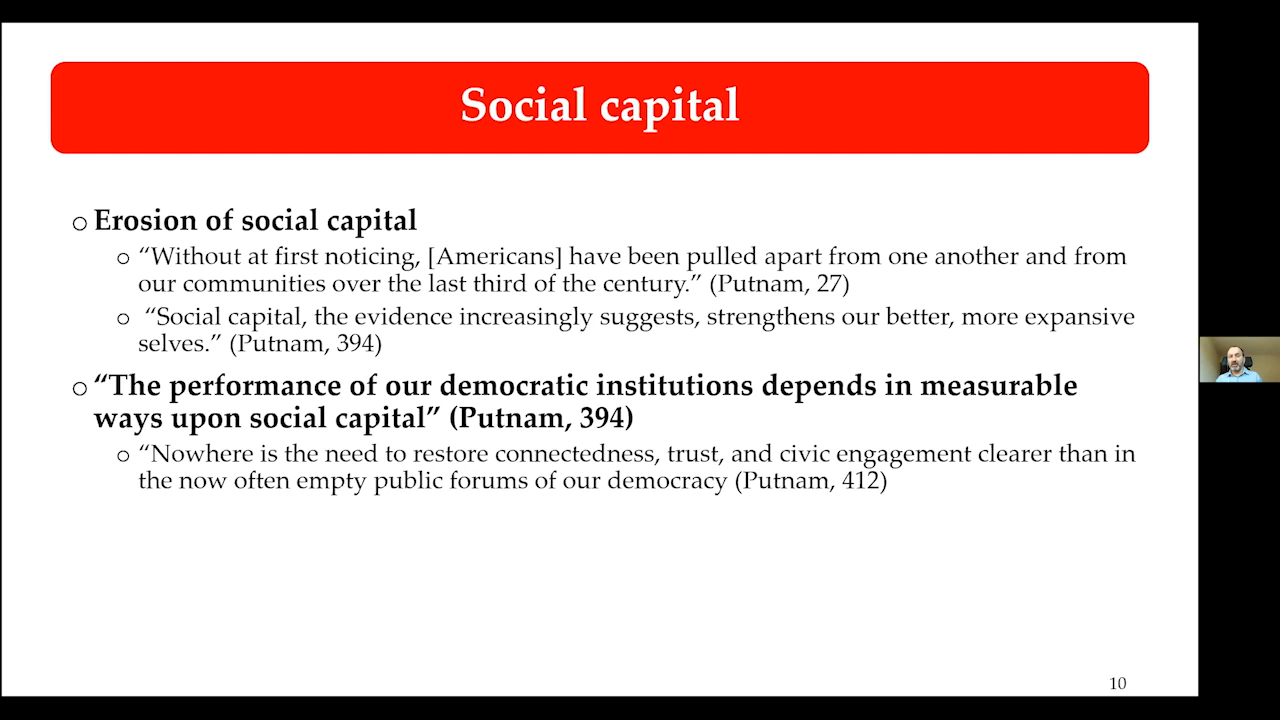 Social capital
o Erosion of social capital
o “Without at first noticing, [Americans] have been pulled apart from one another and from
our communities over the last third of the century.” (Putnam, 27)
o “Social capital, the evidence increasingly suggests, strengthens our better, more expansive
selves.” (Putnam, 394)
o “The performance of our democratic institutions depends in measurable
ways upon social capital” (Putnam, 394)
o “Nowhere is the need to restore connectedness, trust, and civic engagement clearer than in
the now often empty public forums of our democracy (Putnam, 412)
10